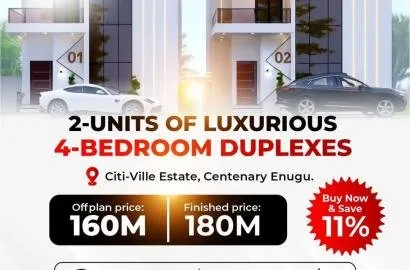 01
02
2-UNITS OF LUXURIOUS
4-BEDROOM DUPLEXES
Citi-Ville Estate, Centenary Enugu.
Offplan price:
160M
Finished price:
180M
Buy Now
& Save
11%